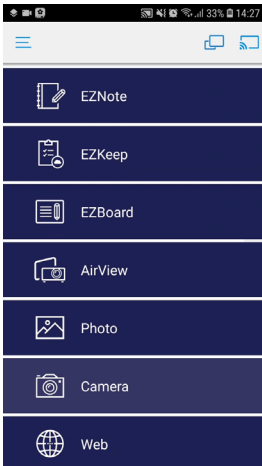 33% 14:27
EZNote
EZKeep
EZBoard
AirView
Photo
Camera
Web